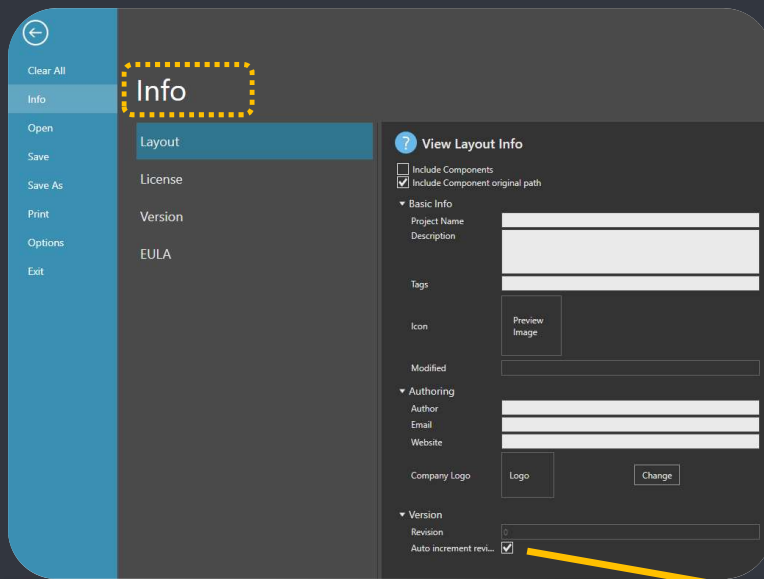 Clear All
Info
Open
Save
Save As
Print
Options
Exit
Info
Layout
License
Version
EULA
? View Layout Info
Include Components
Include Component original path
Basic Info
Project Name
Description
Tags
Icon
Preview
Image
Modified
Authoring
Author
Email
Website
Company Logo Logo Change
Version
Revision 0
Auto increment revi...